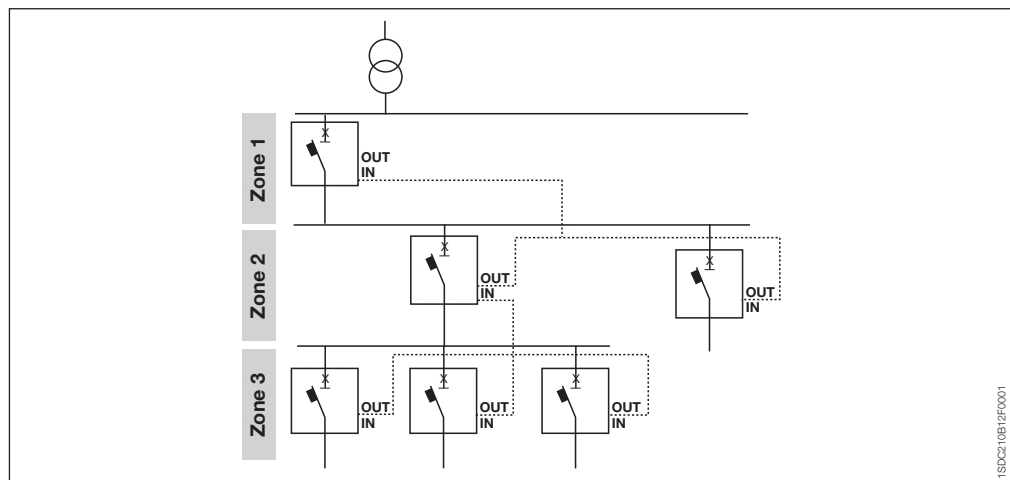 Zone 1
OUT
IN
Zone 2
OUT
IN
OUT
IN
Zone 3
OUT
IN
OUT
IN
OUT
IN
1SDC210B12F0001